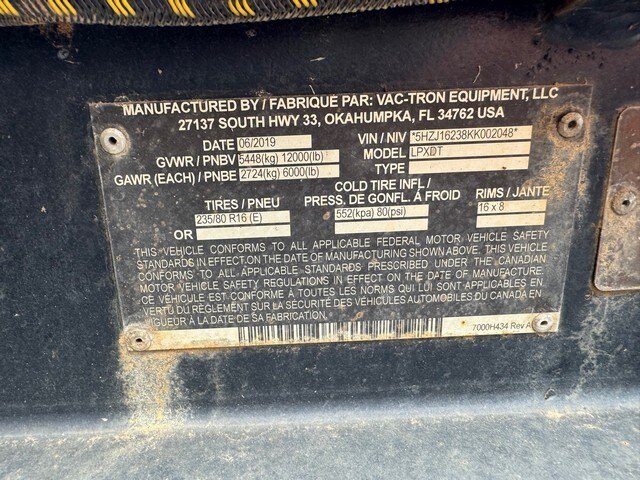 MANUFACTURED BY / FABRIQUE PAR: VAC-TRON EQUIPMENT, LLC
27137 SOUTH HWY 33, OKAHUMPKA, FL 34762 USA
DATE 06/2019 VIN / NIV *5HZJ16238KK002048*
GVWR / PNBV 5448(kg) 12000(lb) MODEL LPXDT
GAWR (EACH) / PNBE 2724(kg) 6000(lb) TYPE
COLD TIRE INFL /
TIRES / PNEU PRESS. DE GONFL. À FROID RIMS / JANTE
235/80 R16 (E) 552(kpa) 80(psi) 16 x 8
OR
THIS VEHICLE CONFORMS TO ALL APPLICABLE FEDERAL MOTOR VEHICLE SAFETY
STANDARDS IN EFFECT ON THE DATE OF MANUFACTURING SHOWN ABOVE. THIS VEHICLE
CONFORMS TO ALL APPLICABLE STANDARDS PRESCRIBED UNDER THE CANADIAN
MOTOR VEHICLE SAFETY REGULATIONS IN EFFECT ON THE DATE OF MANUFACTURE.
CE VÉHICULE EST CONFORME À TOUTES LES NORMS QUI LUI SONT APPLICABLES EN
VERTU DU RÈGLEMENT SUR LA SÉCURITÉ DES VÉHICULES AUTOMOBILES DU CANADA EN
VIGUEUR À LA DATE DE SA FABRICATION.
7000H434 Rev A